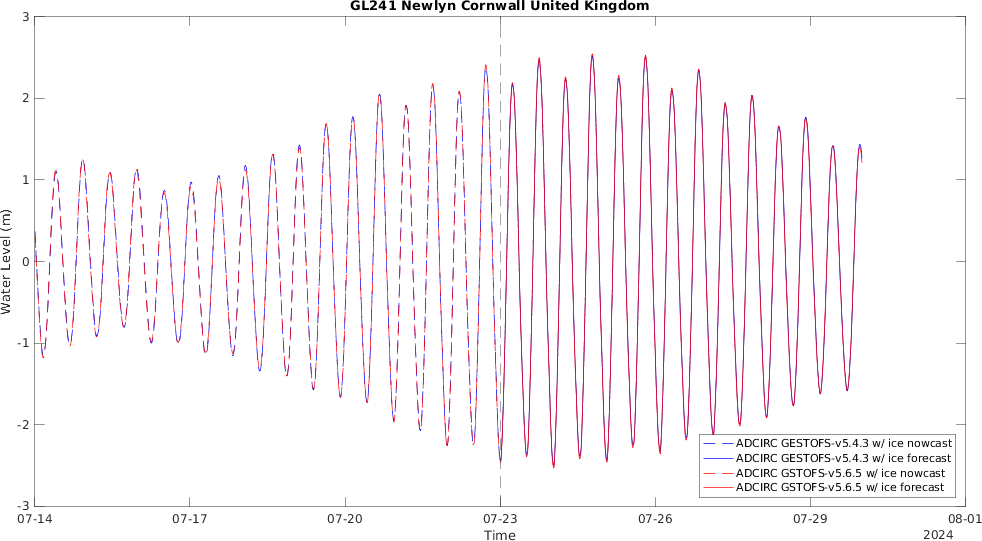 GL241 Newlyn Cornwall United Kingdom
3
2
1
0
-1
-2
-3
Water Level (m)
ADCIRC GESTOFS-v5.4.3 w/ ice nowcast
ADCIRC GESTOFS-v5.4.3 w/ ice forecast
ADCIRC GSTOFS-v5.6.5 w/ ice nowcast
ADCIRC GSTOFS-v5.6.5 w/ ice forecast
07-14 07-17 07-20 07-23 07-26 07-29 08-01
Time
2024